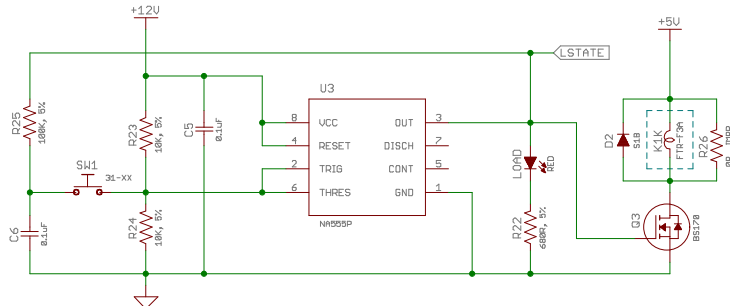 +12V
+5V
LSTATE
U3
R25
100K, 5%
R23
10K, 5%
C5
0.1uF
8 VCC OUT 3
4 RESET DISCH 7
2 TRIG CONT 5
6 THRES GND 1
NA555P
SW1
31-XX
C6
0.1uF
R24
10K, 5%
LOAD
RED
R22
680R, 5%
D2
S1B
K1K
FTR-F3A
R26
Q3
BS170